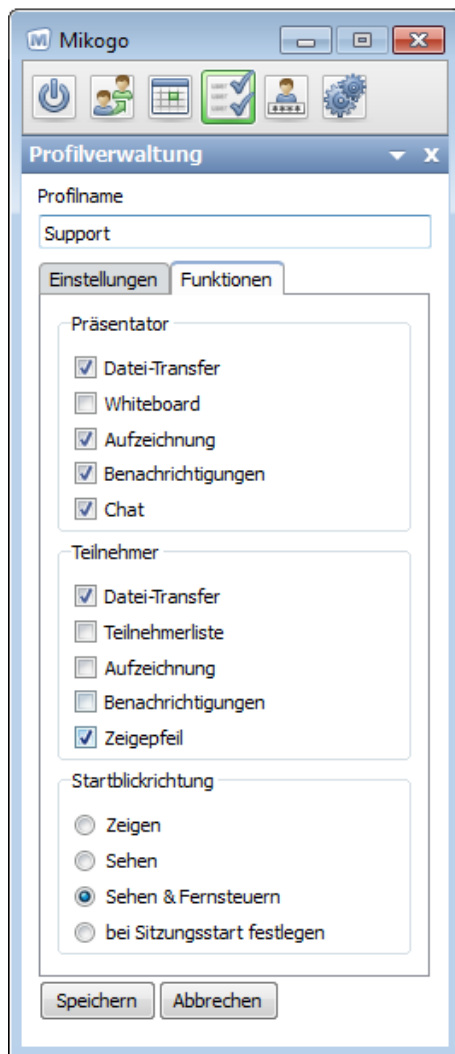 Mikogo
Profilverwaltung
Profilname
Support
Einstellungen Funktionen
Präsentator
Datei-Transfer
Whiteboard
Aufzeichnung
Benachrichtigungen
Chat
Teilnehmer
Datei-Transfer
Teilnehmerliste
Aufzeichnung
Benachrichtigungen
Zeigepfeil
Startblickrichtung
Zeigen
Sehen
Sehen & Fernsteuern
bei Sitzungsstart festlegen
Speichern Abbrechen